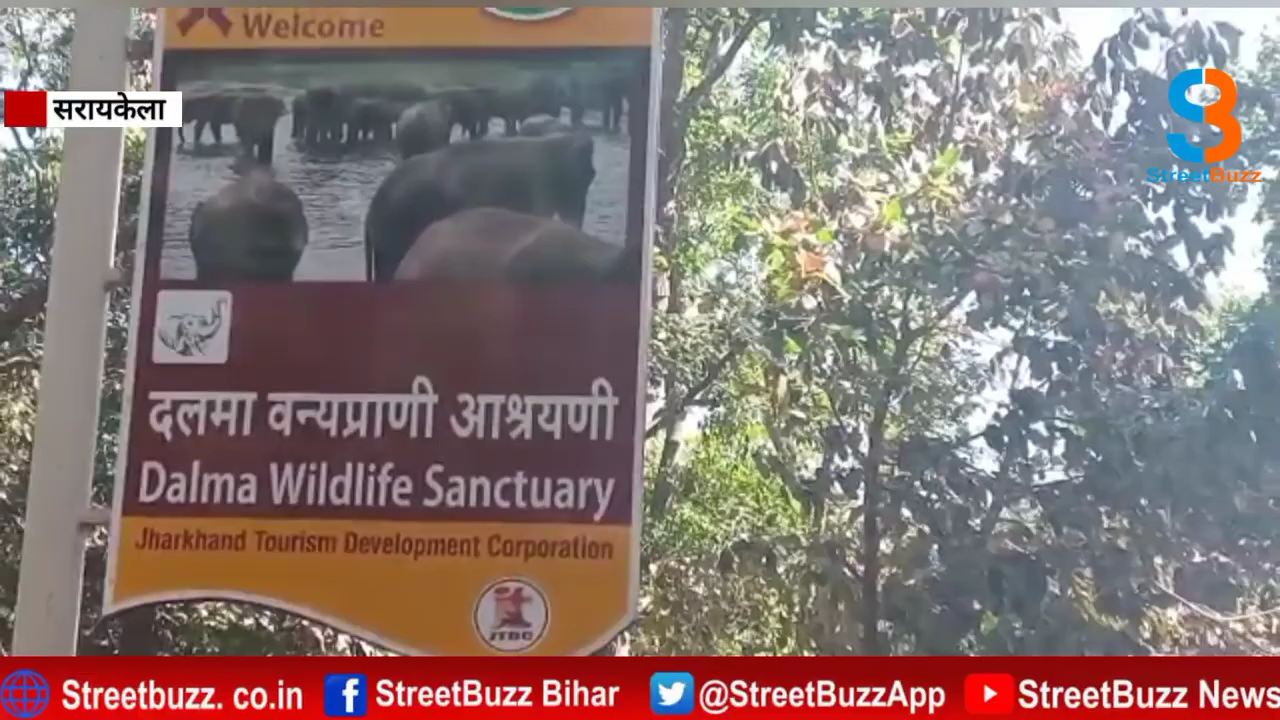 Welcome
सरायकेला
StreetBuzz
दलमा वन्यप्राणी आश्रयणी
Dalma Wildlife Sanctuary
Jharkhand Tourism Development Corporation
JTDC
Streetbuzz. co.in StreetBuzz Bihar @StreetBuzzApp StreetBuzz News